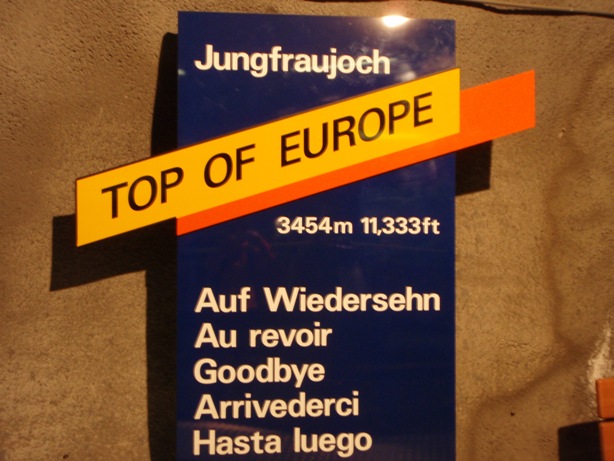 Jungfraujoch
TOP OF EUROPE
3454m 11,333ft
Auf Wiedersehn
Au revoir
Goodbye
Arrivederci
Hasta luego